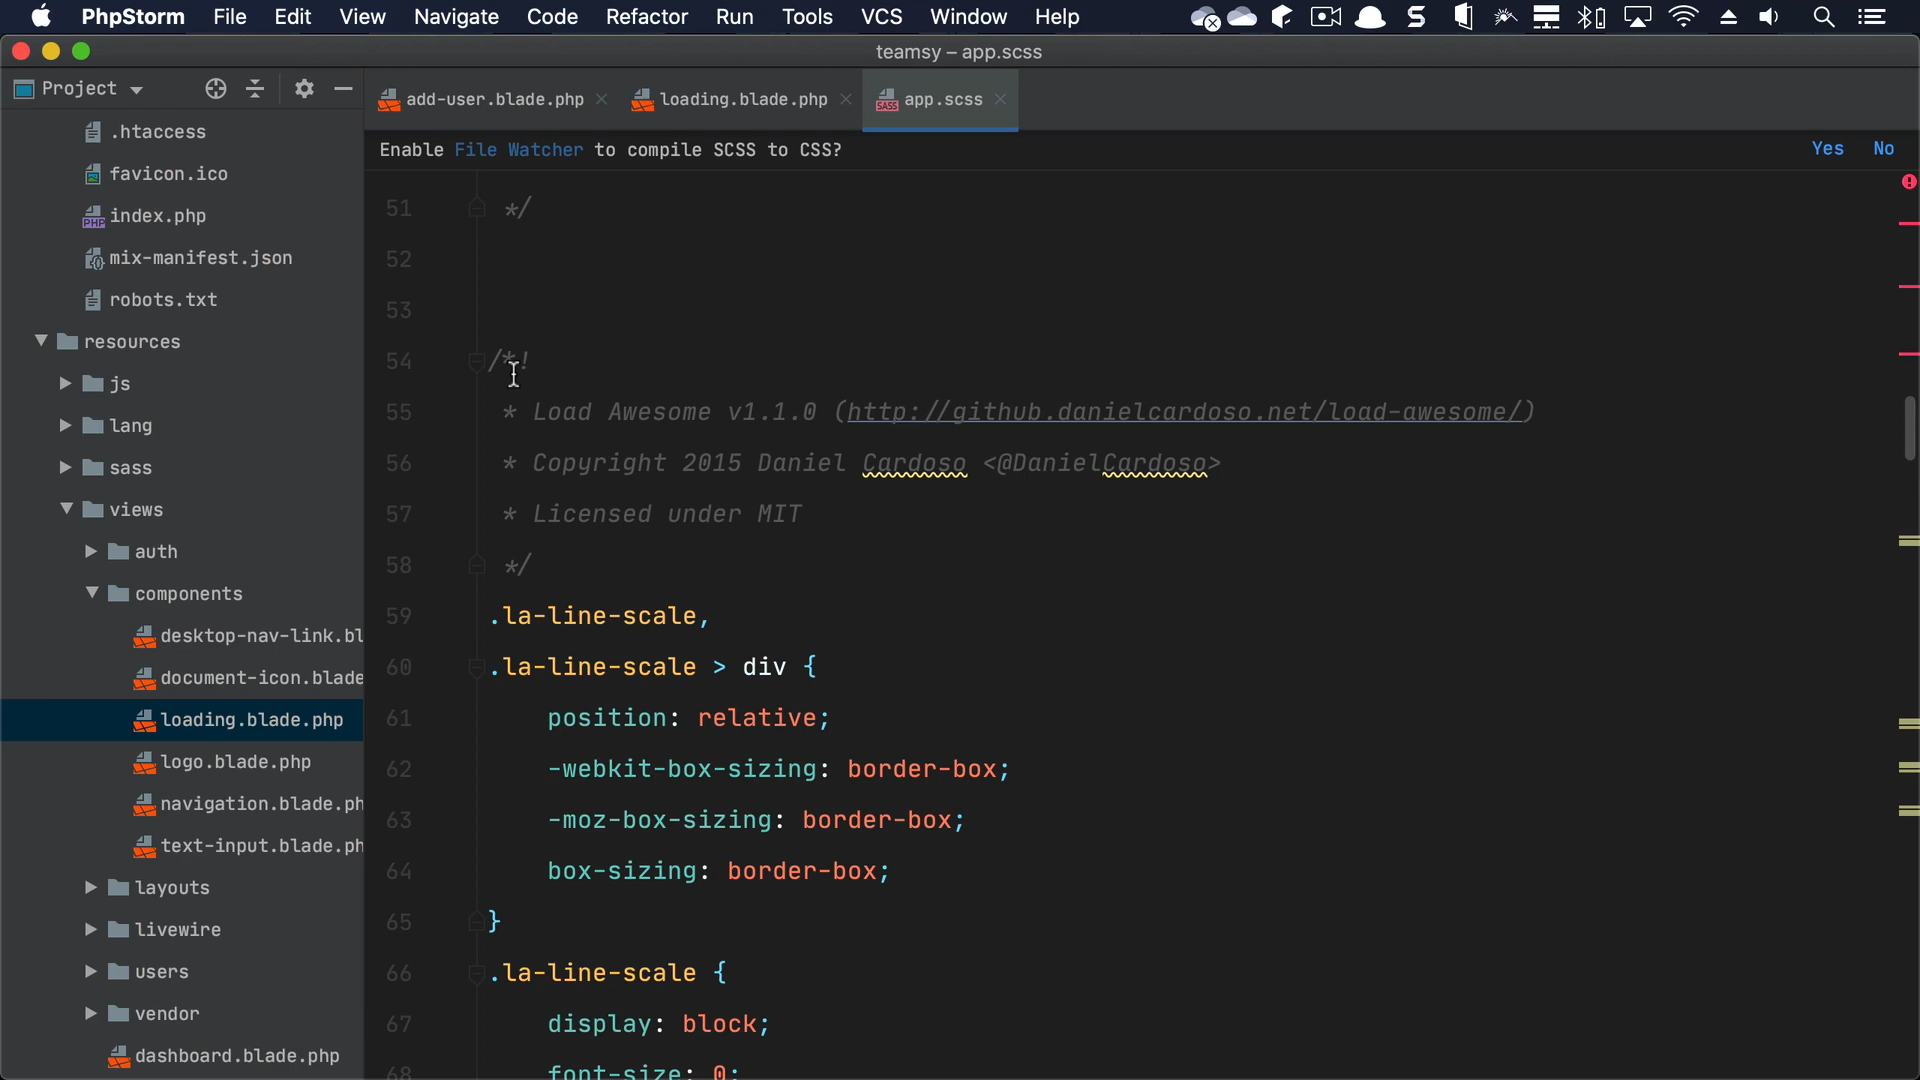 PhpStorm File Edit View Navigate Code Refactor Run Tools VCS Window Help
teamsy – app.scss
Project
add-user.blade.php loading.blade.php app.scss
Enable File Watcher to compile SCSS to CSS? Yes No
.htaccess
favicon.ico
index.php
mix-manifest.json
robots.txt
resources
js
lang
sass
views
auth
components
desktop-nav-link.bl
document-icon.blade
loading.blade.php
logo.blade.php
navigation.blade.ph
text-input.blade.ph
layouts
livewire
users
vendor
dashboard.blade.php
51 */
52
53
54 /*!
55 * Load Awesome v1.1.0 (http://github.danielcardoso.net/load-awesome/)
56 * Copyright 2015 Daniel Cardoso <@DanielCardoso>
57 * Licensed under MIT
58 */
59 .la-line-scale,
60 .la-line-scale > div {
61 position: relative;
62 -webkit-box-sizing: border-box;
63 -moz-box-sizing: border-box;
64 box-sizing: border-box;
65 }
66 .la-line-scale {
67 display: block;
68 font-size: 0;